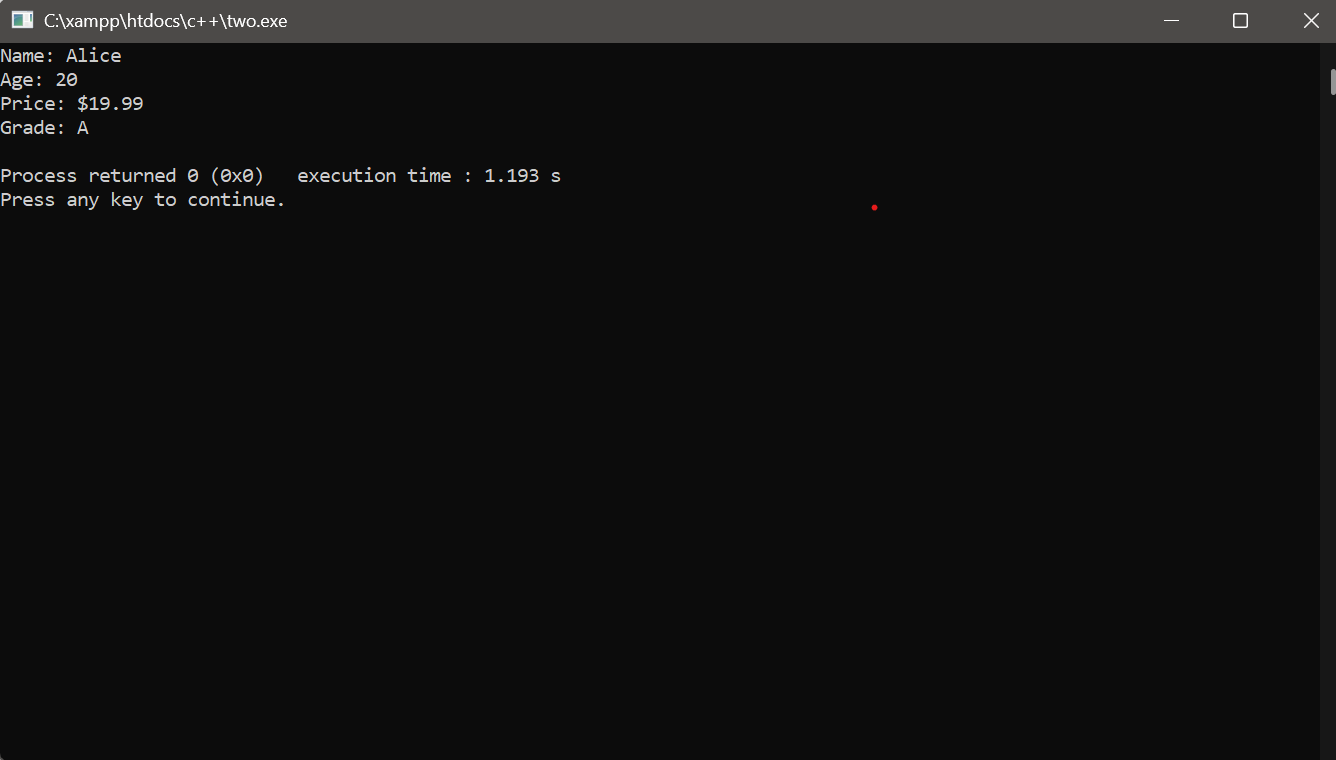 C:\xampp\htdocs\c++\two.exe
Name: Alice
Age: 20
Price: $19.99
Grade: A
Process returned 0 (0x0)   execution time : 1.193 s
Press any key to continue.